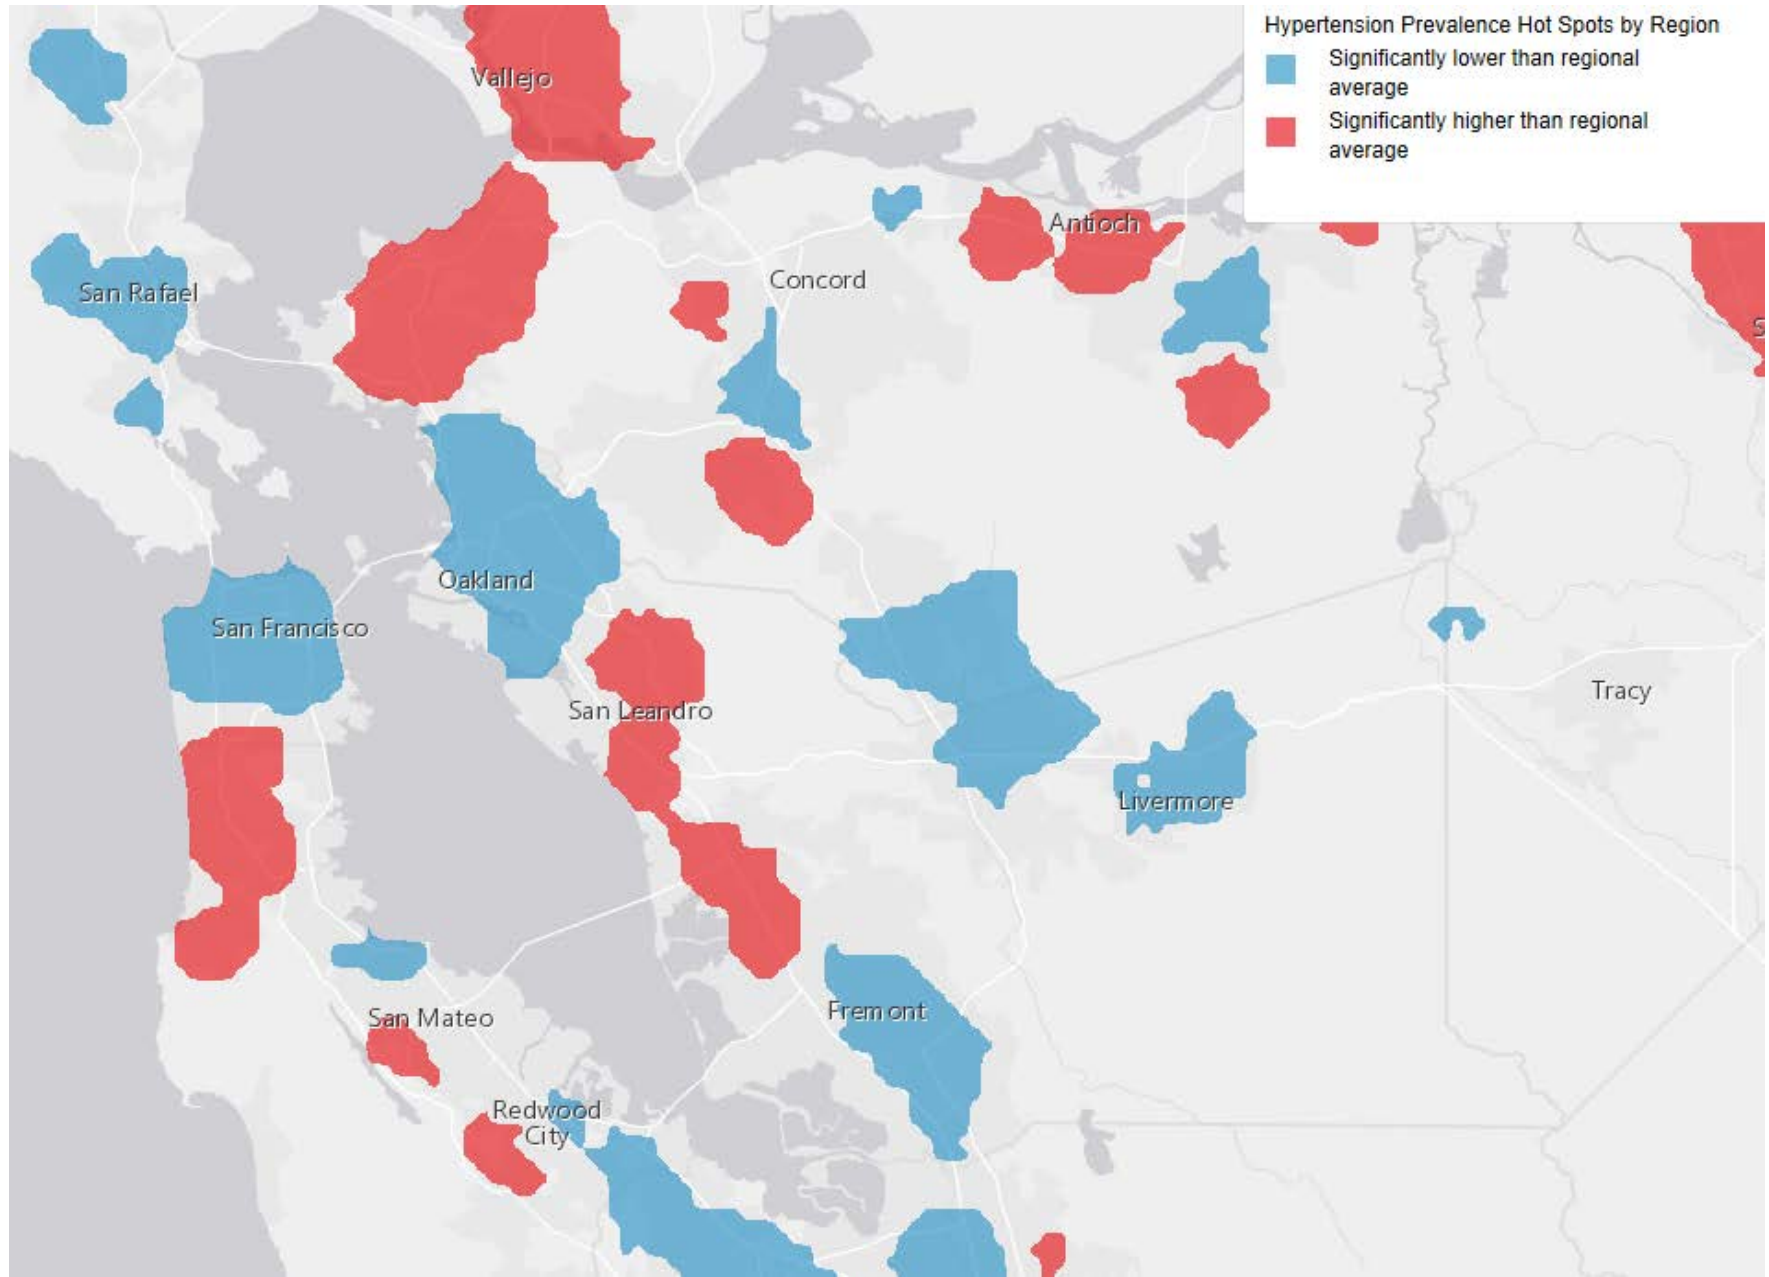 Hypertension Prevalence Hot Spots by Region
Significantly lower than regional
average
Significantly higher than regional
average
Vallejo
Antioch
Concord
San Rafael
S
Oakland
San Francisco
San Leandro
Tracy
Livermore
Fremont
San Mateo
Redwood
City